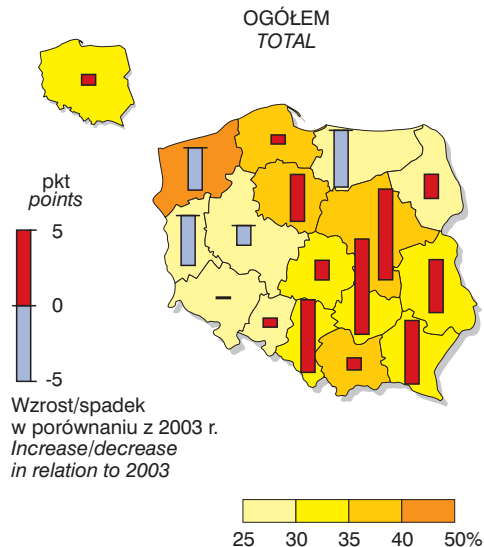 OGÓŁEM
TOTAL
pkt
points
5
0
-5
Wzrost/spadek
w porównaniu z 2003 r.
Increase/decrease
in relation to 2003
25 30 35 40 50%